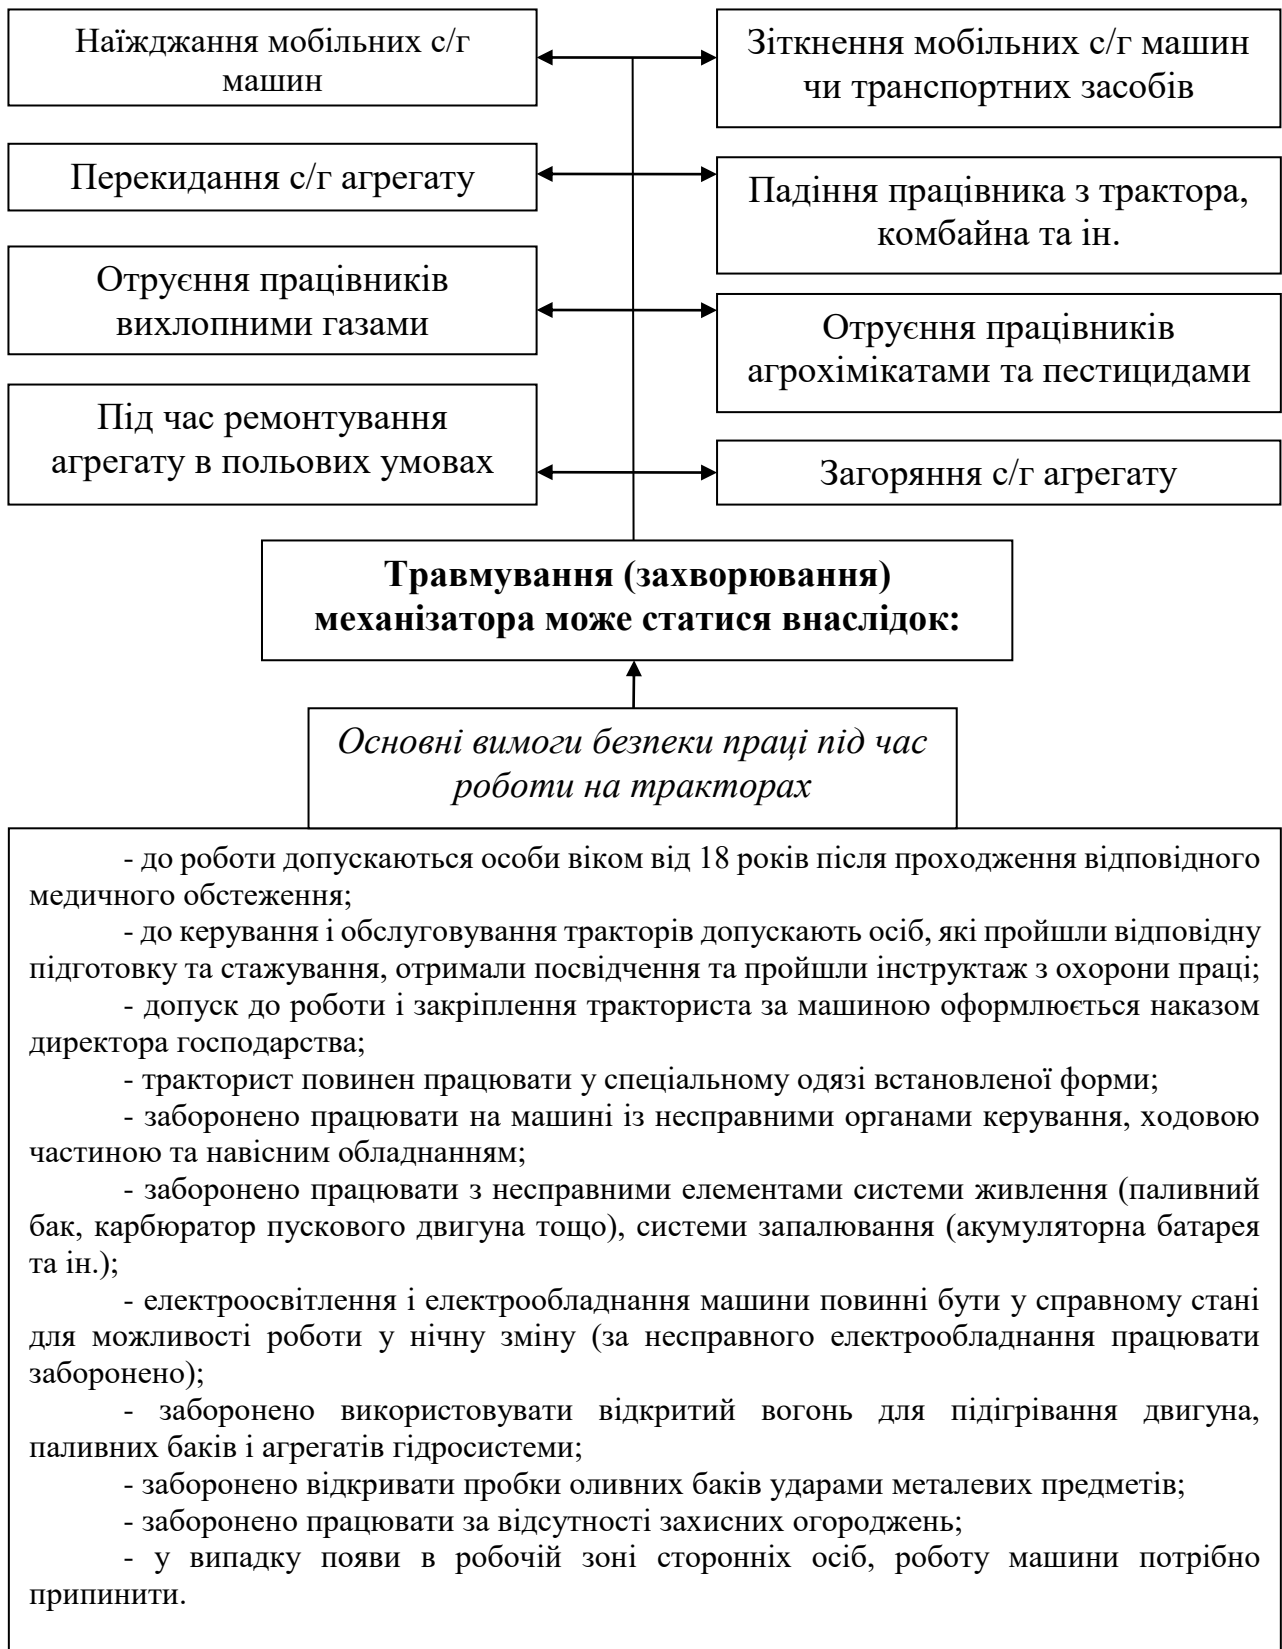 Наїжджання мобільних с/г
машин
Зіткнення мобільних с/г машин
чи транспортних засобів
Перекидання с/г агрегату
Падіння працівника з трактора,
комбайна та ін.
Отруєння працівників
вихлопними газами
Отруєння працівників
агрохімікатами та пестицидами
Під час ремонтування
агрегату в польових умовах
Загоряння с/г агрегату
Травмування (захворювання)
механізатора може статися внаслідок:
Основні вимоги безпеки праці під час
роботи на тракторах
- до роботи допускаються особи віком від 18 років після проходження відповідного
медичного обстеження;
- до керування і обслуговування тракторів допускають осіб, які пройшли відповідну
підготовку та стажування, отримали посвідчення та пройшли інструктаж з охорони праці;
- допуск до роботи і закріплення тракториста за машиною оформлюється наказом
директора господарства;
- тракторист повинен працювати у спеціальному одязі встановленої форми;
- заборонено працювати на машині із несправними органами керування, ходовою
частиною та навісним обладнанням;
- заборонено працювати з несправними елементами системи живлення (паливний
бак, карбюратор пускового двигуна тощо), системи запалювання (акумуляторна батарея
та ін.);
- електроосвітлення і електрообладнання машини повинні бути у справному стані
для можливості роботи у нічну зміну (за несправного електрообладнання працювати
заборонено);
- заборонено використовувати відкритий вогонь для підігрівання двигуна,
паливних баків і агрегатів гідросистеми;
- заборонено відкривати пробки оливних баків ударами металевих предметів;
- заборонено працювати за відсутності захисних огороджень;
- у випадку появи в робочій зоні сторонніх осіб, роботу машини потрібно
припинити.